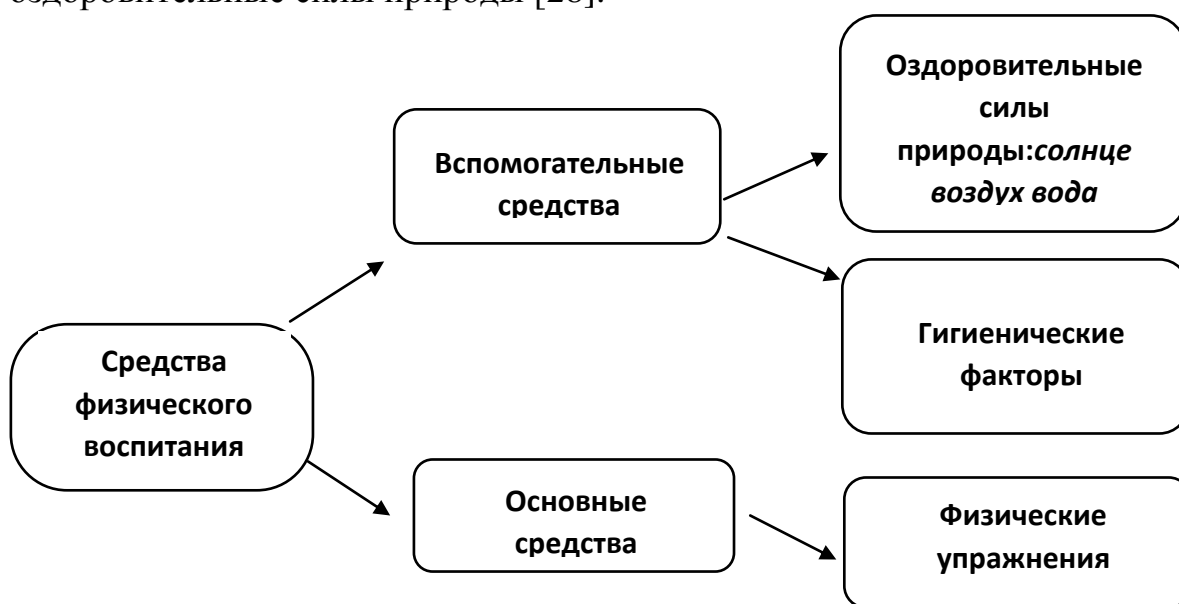 оздоровительные силы природы [28].
Оздоровительные
силы
природы:солнце
воздух вода
Вспомогательные
средства
Гигиенические
факторы
Средства
физического
воспитания
Основные
средства
Физические
упражнения